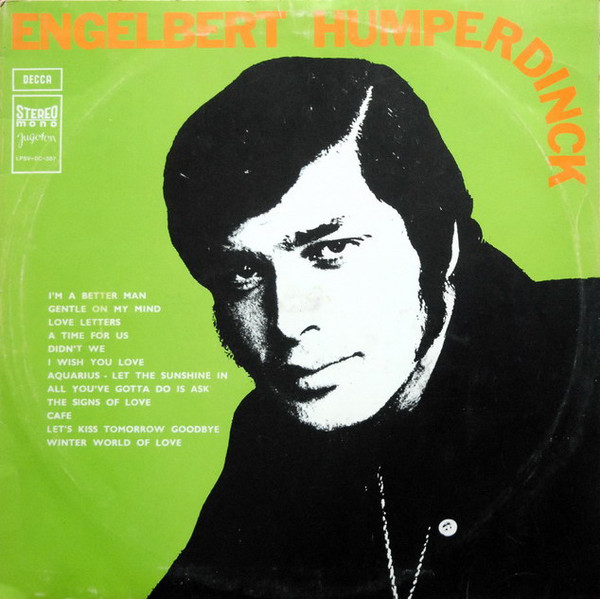 ENGELBERT HUMPERDINCK
DECCA
STEREO
mono
Jugoton
I'M A BETTER MAN
GENTLE ON MY MIND
LOVE LETTERS
A TIME FOR US
DIDN'T WE
I WISH YOU LOVE
AQUARIUS - LET THE SUNSHINE IN
ALL YOU'VE GOTTA DO IS ASK
THE SIGNS OF LOVE
CAFE
LET'S KISS TOMORROW GOODBYE
WINTER WORLD OF LOVE